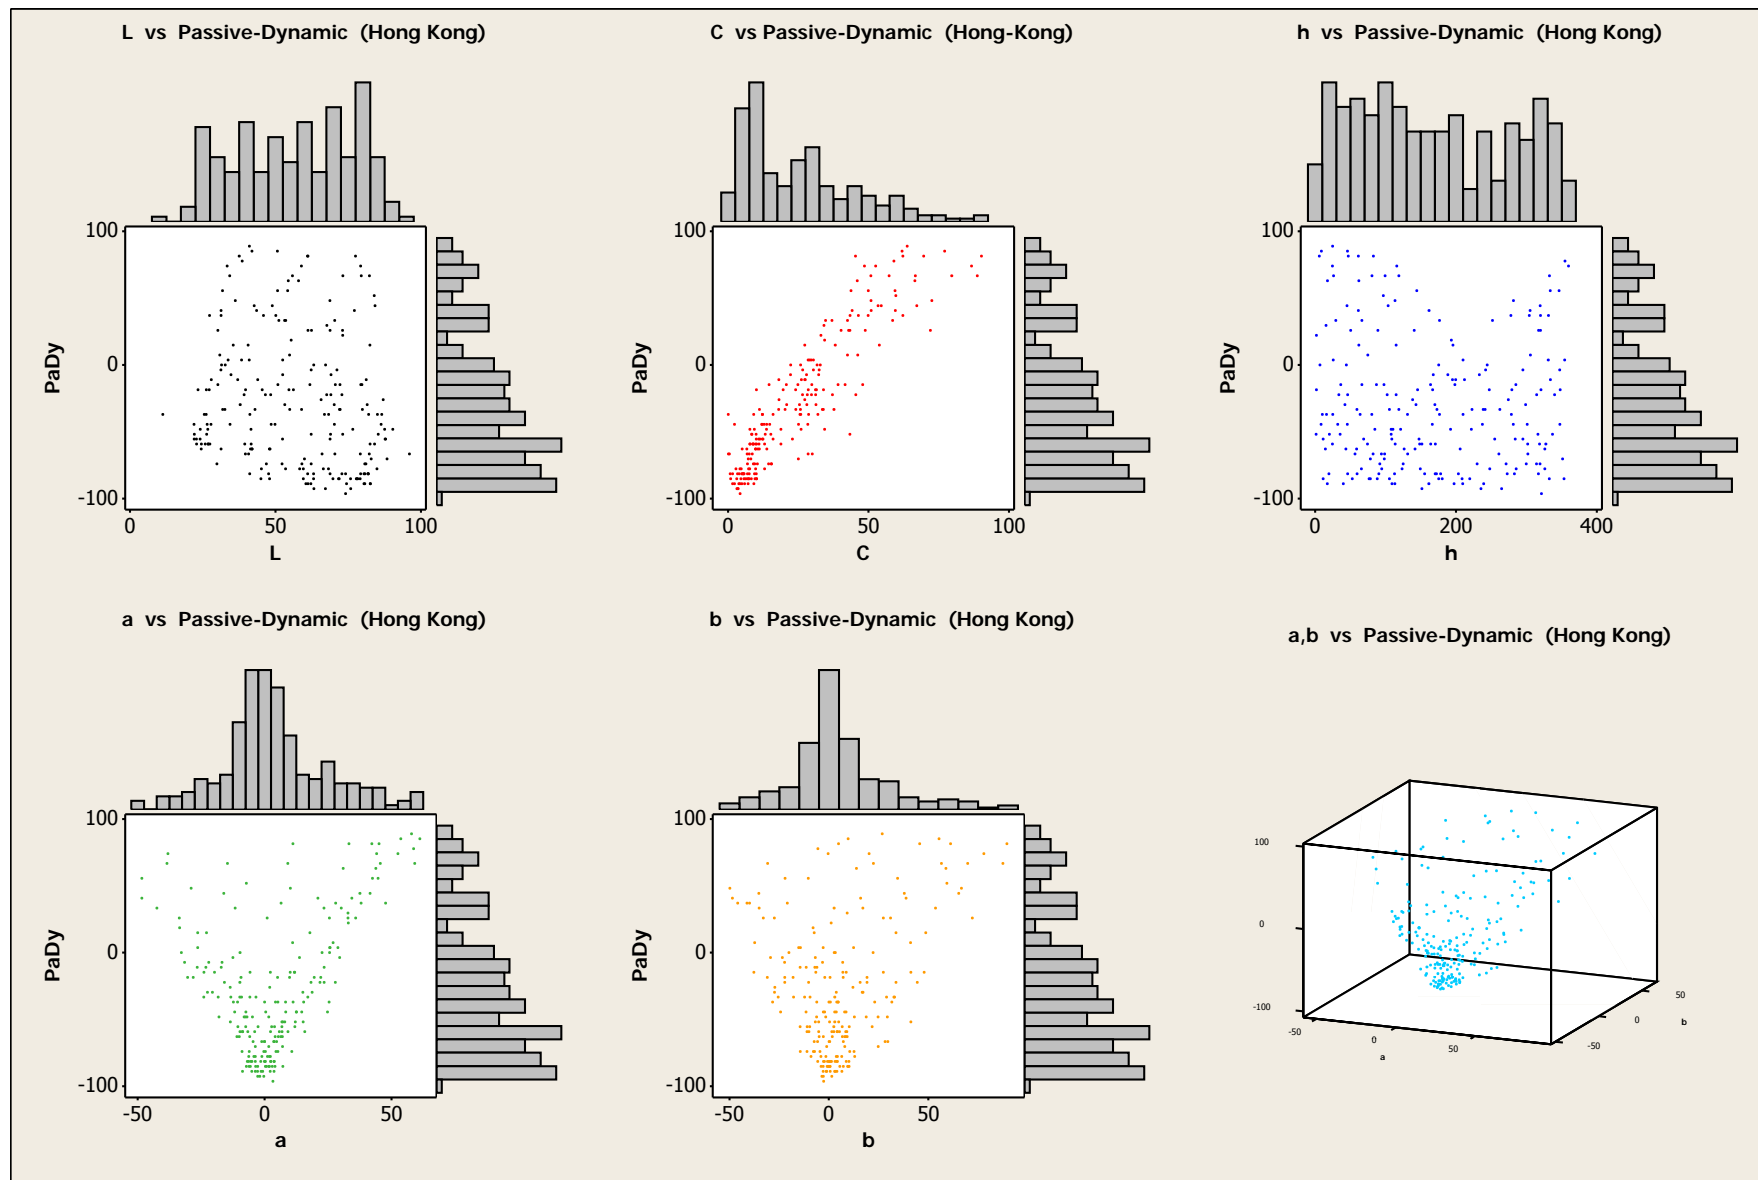 L vs Passive-Dynamic (Hong Kong)
C vs Passive-Dynamic (Hong-Kong)
h vs Passive-Dynamic (Hong Kong)
100
0
-100
PaDy
0 50 100
L
100
0
-100
PaDy
0 50 100
C
100
0
-100
PaDy
0 200 400
h
a vs Passive-Dynamic (Hong Kong)
b vs Passive-Dynamic (Hong Kong)
a,b vs Passive-Dynamic (Hong Kong)
100
0
-100
PaDy
-50 0 50
a
100
0
-100
PaDy
-50 0 50
b
100
0
-100
-50
0
50
a
-50
0
50
b